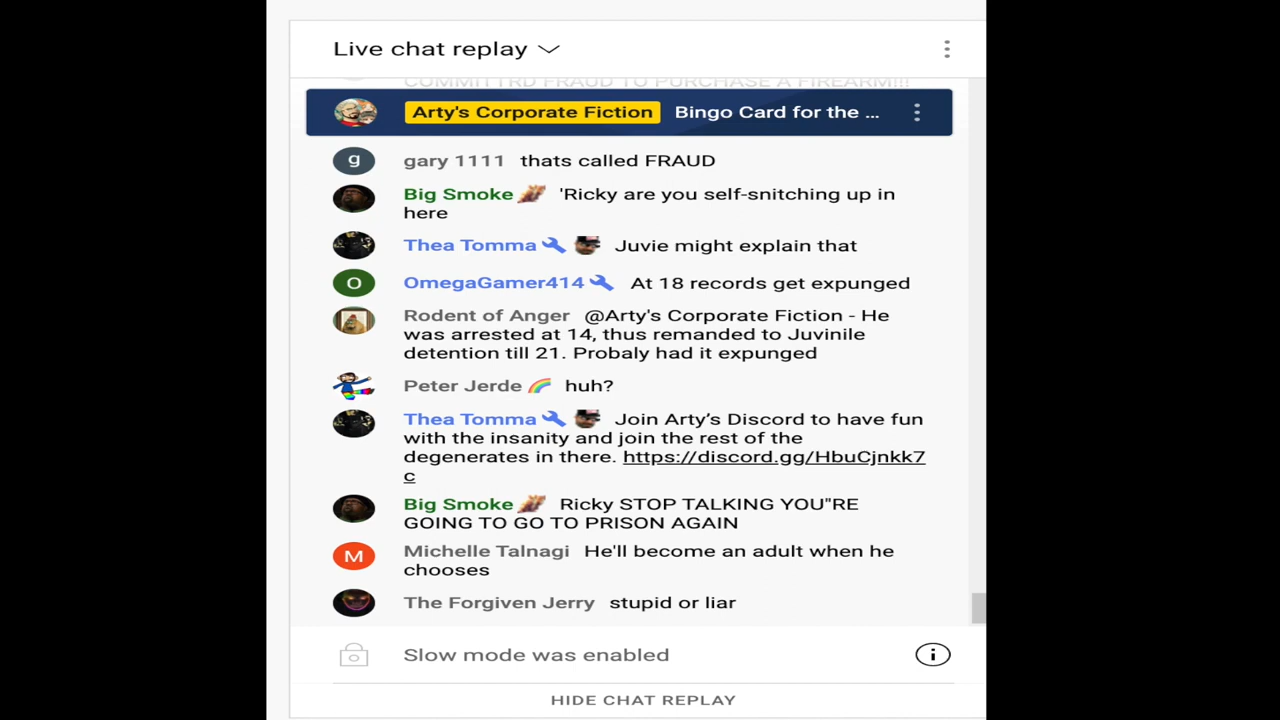 Live chat replay
COMMITTRD FRAUD TO PURCHASE A FIREARM!!!
Arty's Corporate Fiction Bingo Card for the ...
g gary 1111 thats called FRAUD
Big Smoke 'Ricky are you self-snitching up in
here
Thea Tomma Juvie might explain that
O OmegaGamer414 At 18 records get expunged
Rodent of Anger @Arty's Corporate Fiction - He
was arrested at 14, thus remanded to Juvinile
detention till 21. Probaly had it expunged
Peter Jerde huh?
Thea Tomma Join Arty’s Discord to have fun
with the insanity and join the rest of the
degenerates in there. https://discord.gg/HbuCjnkk7
c
Big Smoke Ricky STOP TALKING YOU"RE
GOING TO GO TO PRISON AGAIN
M Michelle Talnagi He'll become an adult when he
chooses
The Forgiven Jerry stupid or liar
Slow mode was enabled
HIDE CHAT REPLAY